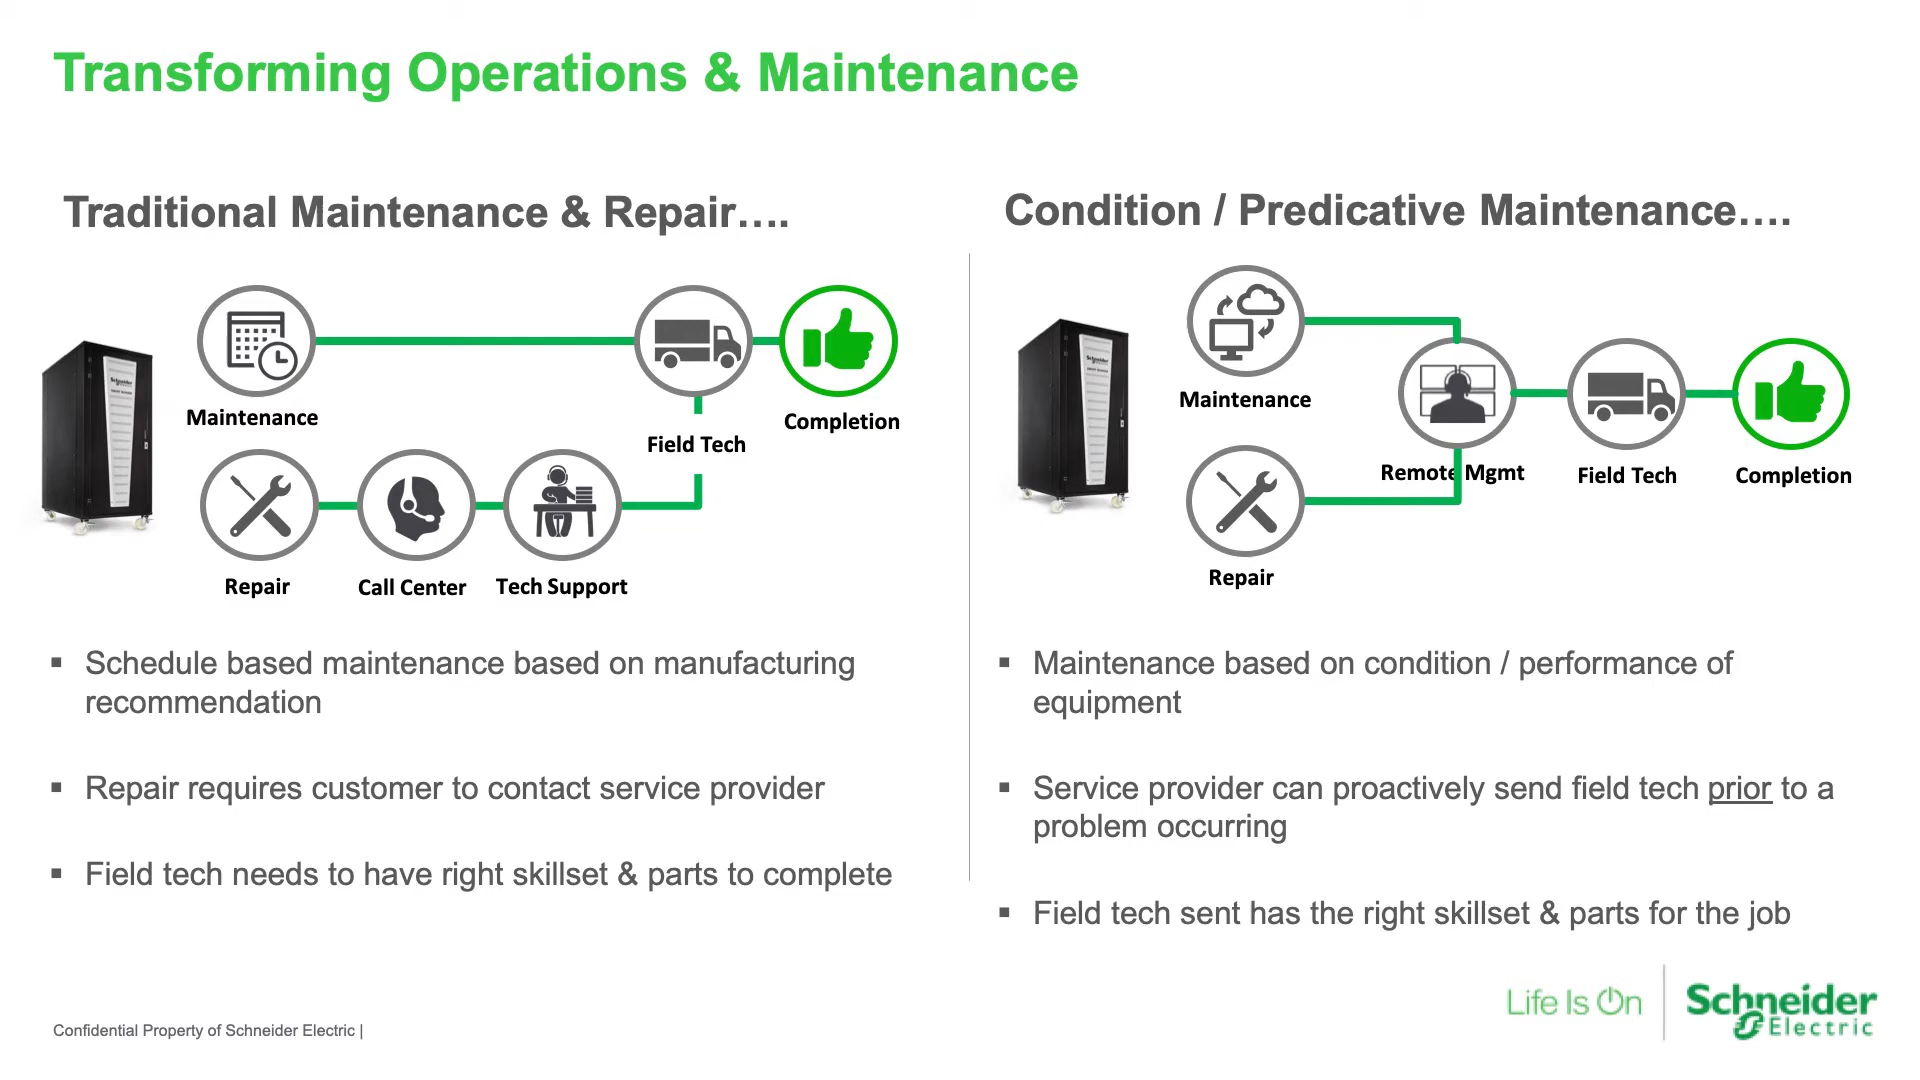 Transforming Operations & Maintenance
Traditional Maintenance & Repair….
Maintenance
Field Tech
Completion
Repair
Call Center
Tech Support
Schneider
▪ Schedule based maintenance based on manufacturing
recommendation
▪ Repair requires customer to contact service provider
▪ Field tech needs to have right skillset & parts to complete
Condition / Predicative Maintenance….
Maintenance
Remote Mgmt
Field Tech
Completion
Repair
Schneider
▪ Maintenance based on condition / performance of
equipment
▪ Service provider can proactively send field tech prior to a
problem occurring
▪ Field tech sent has the right skillset & parts for the job
Confidential Property of Schneider Electric |
Life Is On
Schneider
Electric